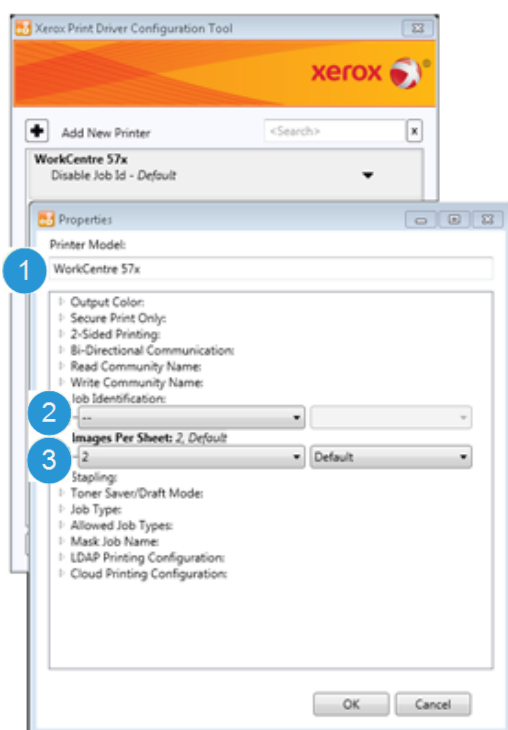 Xerox Print Driver Configuration Tool
xerox
Add New Printer <Search> x
WorkCentre 57x
Disable Job Id - Default
Properties
Printer Model:
1
WorkCentre 57x
Output Color:
Secure Print Only:
2-Sided Printing:
Bi-Directional Communication:
Read Community Name:
Write Community Name:
Job Identification:
2 --
Images Per Sheet: 2, Default
3 2 Default
Stapling:
Toner Saver/Draft Mode:
Job Type:
Allowed Job Types:
Mask Job Name:
LDAP Printing Configuration:
Cloud Printing Configuration:
OK Cancel